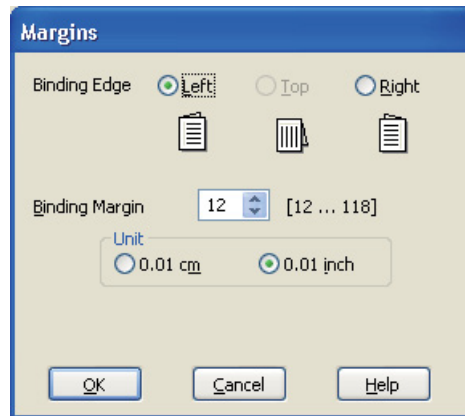 Margins
Binding Edge Left Top Right
Binding Margin 12 [12 ... 118]
Unit
0.01 cm 0.01 inch
OK Cancel Help